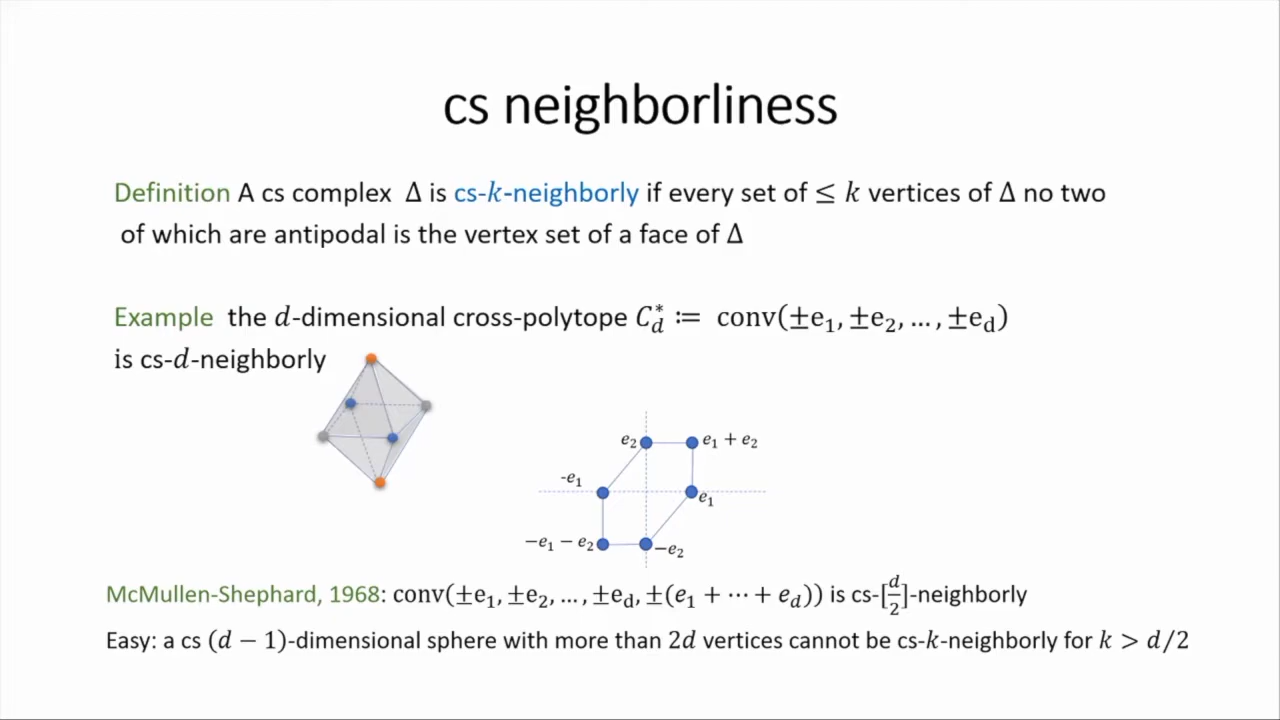 cs neighborliness
Definition A cs complex Δ is cs-k-neighborly if every set of ≤ k vertices of Δ no two
of which are antipodal is the vertex set of a face of Δ
Example the d-dimensional cross-polytope C_d^* ≔ conv(±e₁, ±e₂, … , ±e_d)
is cs-d-neighborly
e₂
e₁ + e₂
-e₁
e₁
−e₁ − e₂
−e₂
McMullen-Shephard, 1968: conv(±e₁, ±e₂, … , ±e_d, ±(e₁ + ⋯ + e_d)) is cs-[d/2]-neighborly
Easy: a cs (d − 1)-dimensional sphere with more than 2d vertices cannot be cs-k-neighborly for k > d/2